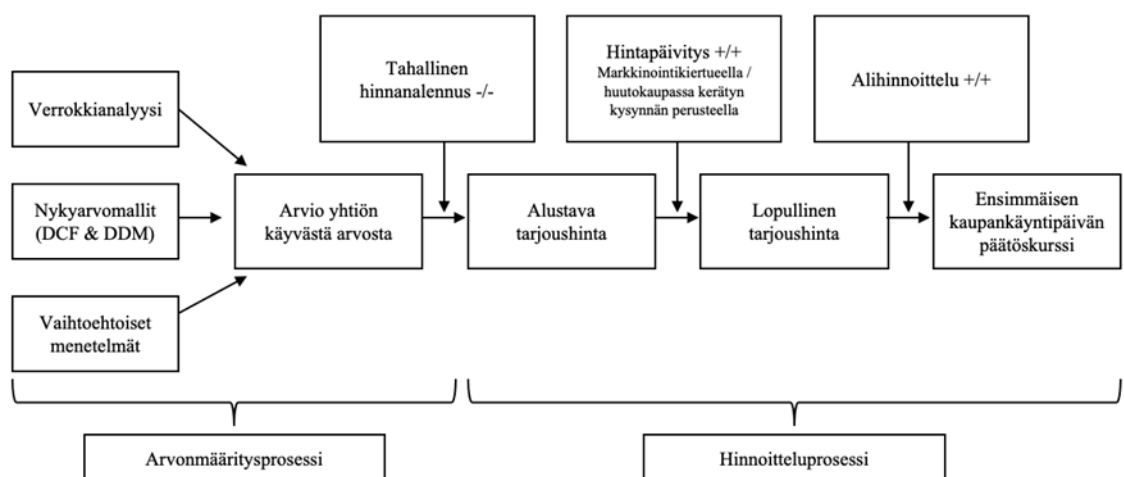 Tahallinen
hinnanalennus -/-
Hintapäivitys +/+
Markkinointikiertueella /
huutokaupassa kerätyn
kysynnän perusteella
Alihinnoittelu +/+
Verrokkianalyysi
Nykyarvomallit
(DCF & DDM)
Vaihtoehtoiset
menetelmät
Arvio yhtiön
käyvästä arvosta
Alustava
tarjoushinta
Lopullinen
tarjoushinta
Ensimmäisen
kaupankäyntipäivän
päätöskurssi
Arvonmääritysprosessi
Hinnoitteluprosessi